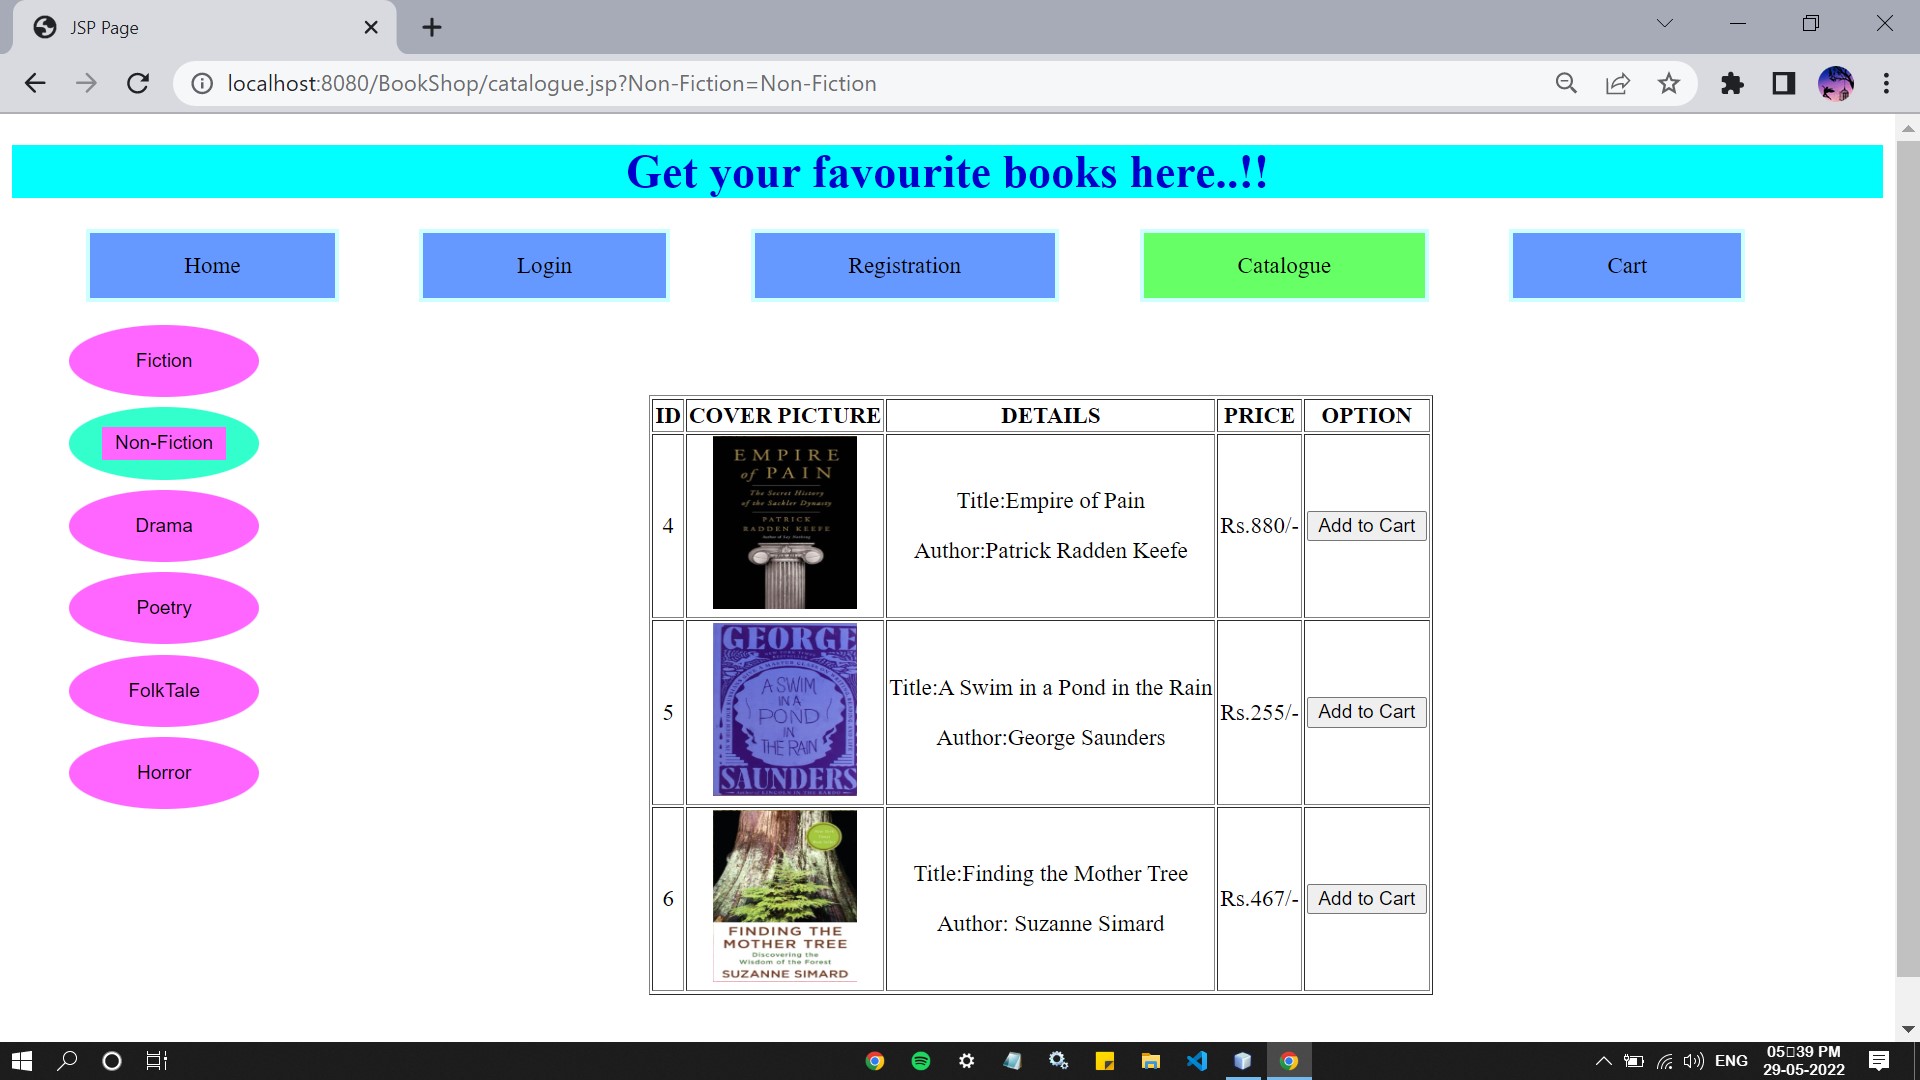 JSP Page
localhost:8080/BookShop/catalogue.jsp?Non-Fiction=Non-Fiction
Get your favourite books here..!!
Home
Login
Registration
Catalogue
Cart
Fiction
Non-Fiction
Drama
Poetry
FolkTale
Horror
ID COVER PICTURE DETAILS PRICE OPTION
EMPIRE
of PAIN
The Secret History
of the Sackler Dynasty
PATRICK
RADDEN KEEFE
4
Title:Empire of Pain
Author:Patrick Radden Keefe
Rs.880/-
Add to Cart
GEORGE
A SWIM
IN A
POND
IN
THE RAIN
SAUNDERS
5
Title:A Swim in a Pond in the Rain
Author:George Saunders
Rs.255/-
Add to Cart
FINDING THE
MOTHER TREE
Discovering the
Wisdom of the Forest
SUZANNE SIMARD
6
Title:Finding the Mother Tree
Author: Suzanne Simard
Rs.467/-
Add to Cart
ENG
05▯39 PM
29-05-2022